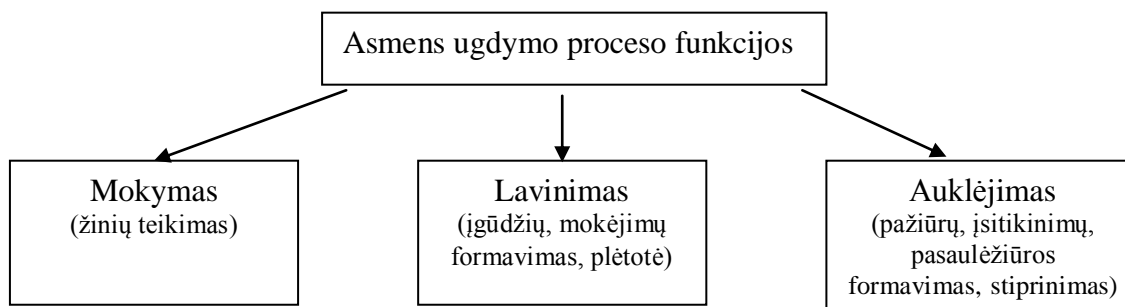 Asmens ugdymo proceso funkcijos
Mokymas
(žinių teikimas)
Lavinimas
(įgūdžių, mokėjimų
formavimas, plėtotė)
Auklėjimas
(pažiūrų, įsitikinimų,
pasaulėžiūros
formavimas, stiprinimas)